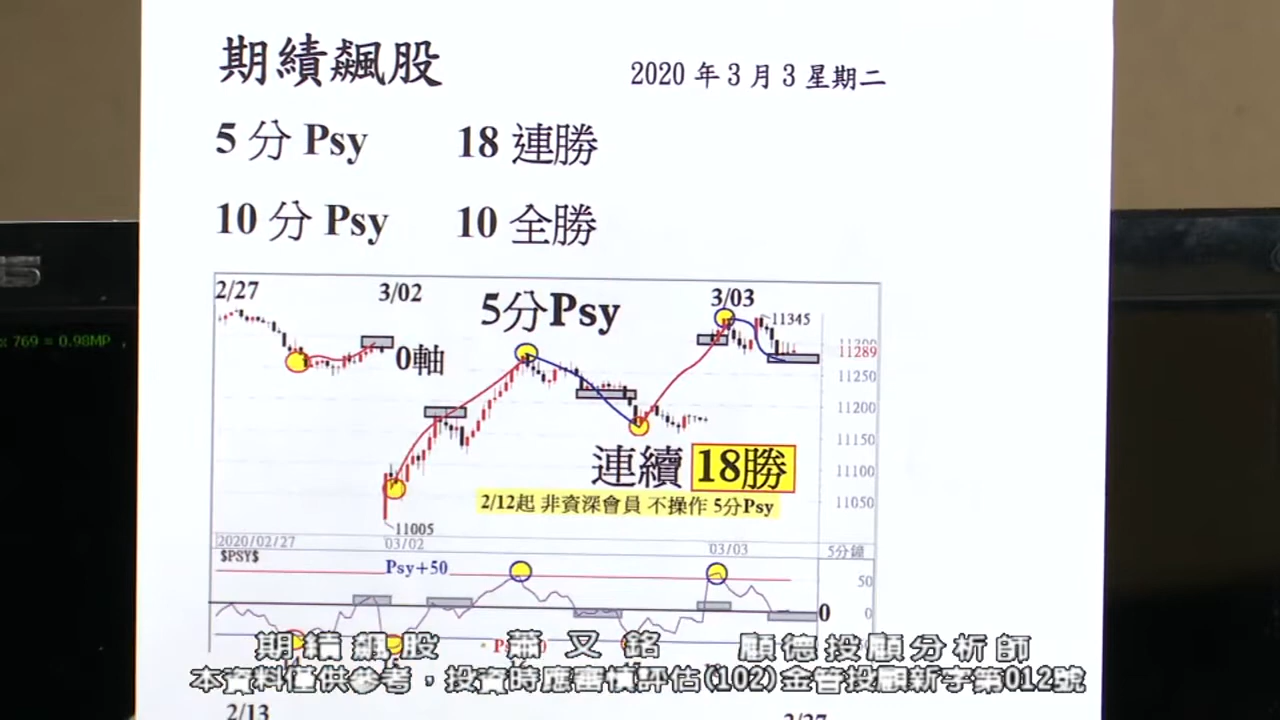 期績飆股 2020 年 3 月 3 星期二
5 分 Psy 18 連勝
10 分 Psy 10 全勝
2/27 3/02 5分Psy 3/03
11345
0軸
11289
11250
11200
11150
連續 18勝
11100
2/12起 非資深會員 不操作 5分Psy
11050
11005
2020/02/27 03/02 03/03 5分鐘
$PSY$
Psy+50
50
0 0
期績飆股 蕭又銘 顧德投顧分析師
本資料僅供參考，投資時應審慎評估(102)金管投顧新字第012號
2/13
x 769 = 0.98MP